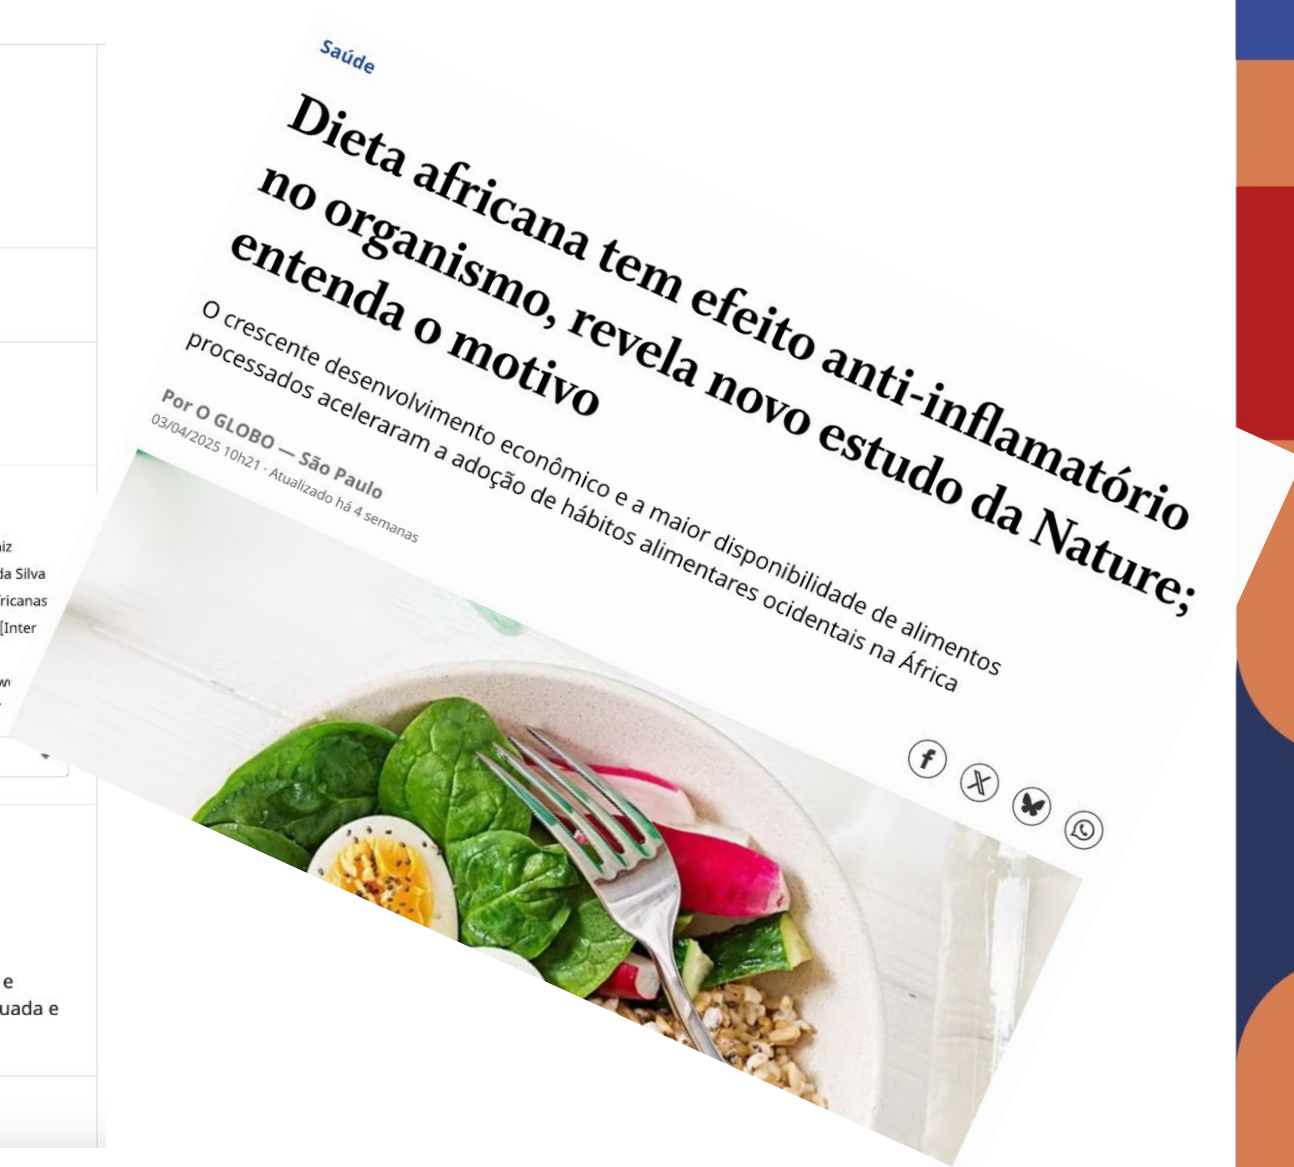 Saúde
Dieta africana tem efeito anti-inflamatório
no organismo, revela novo estudo da Nature;
entenda o motivo
O crescente desenvolvimento econômico e a maior disponibilidade de alimentos
processados aceleraram a adoção de hábitos alimentares ocidentais na África
Por O GLOBO — São Paulo
03/04/2025 10h21 · Atualizado há 4 semanas
iz
da Silva
ricanas
[Inter
e
uada e